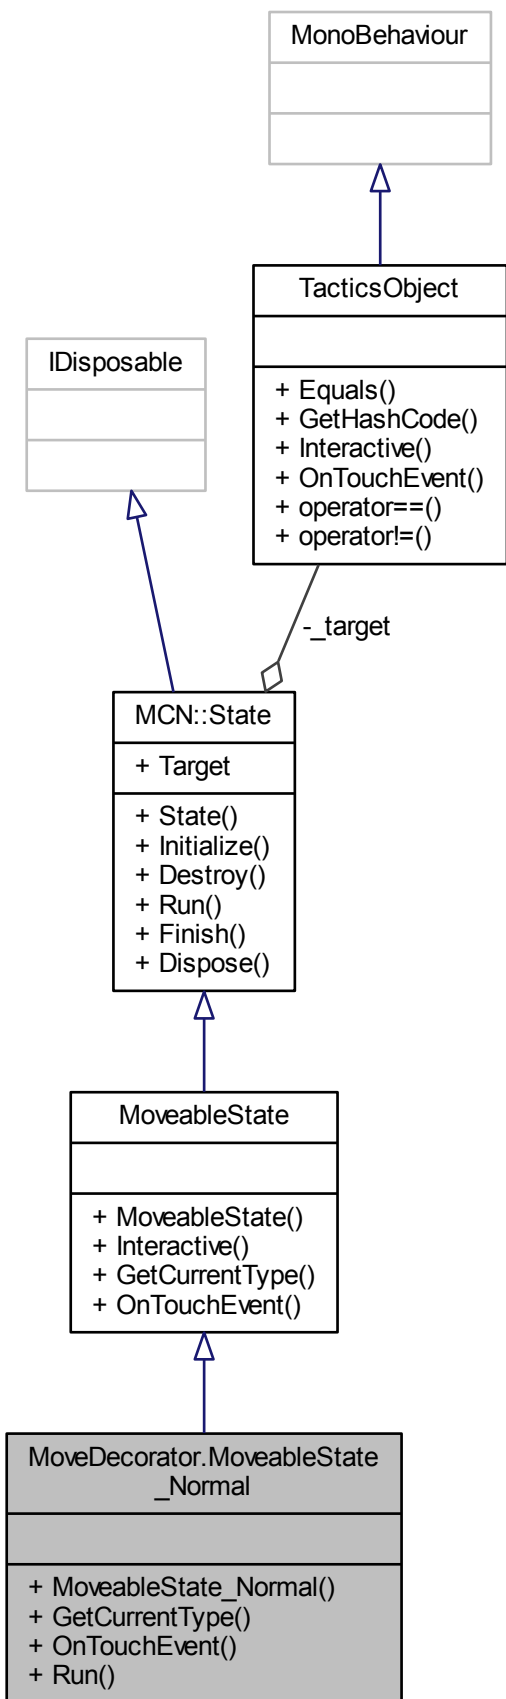 MonoBehaviour
TacticsObject
+ Equals()
+ GetHashCode()
+ Interactive()
+ OnTouchEvent()
+ operator==()
+ operator!=()
IDisposable
-_target
MCN::State
+ Target
+ State()
+ Initialize()
+ Destroy()
+ Run()
+ Finish()
+ Dispose()
MoveableState
+ MoveableState()
+ Interactive()
+ GetCurrentType()
+ OnTouchEvent()
MoveDecorator.MoveableState
_Normal
+ MoveableState_Normal()
+ GetCurrentType()
+ OnTouchEvent()
+ Run()